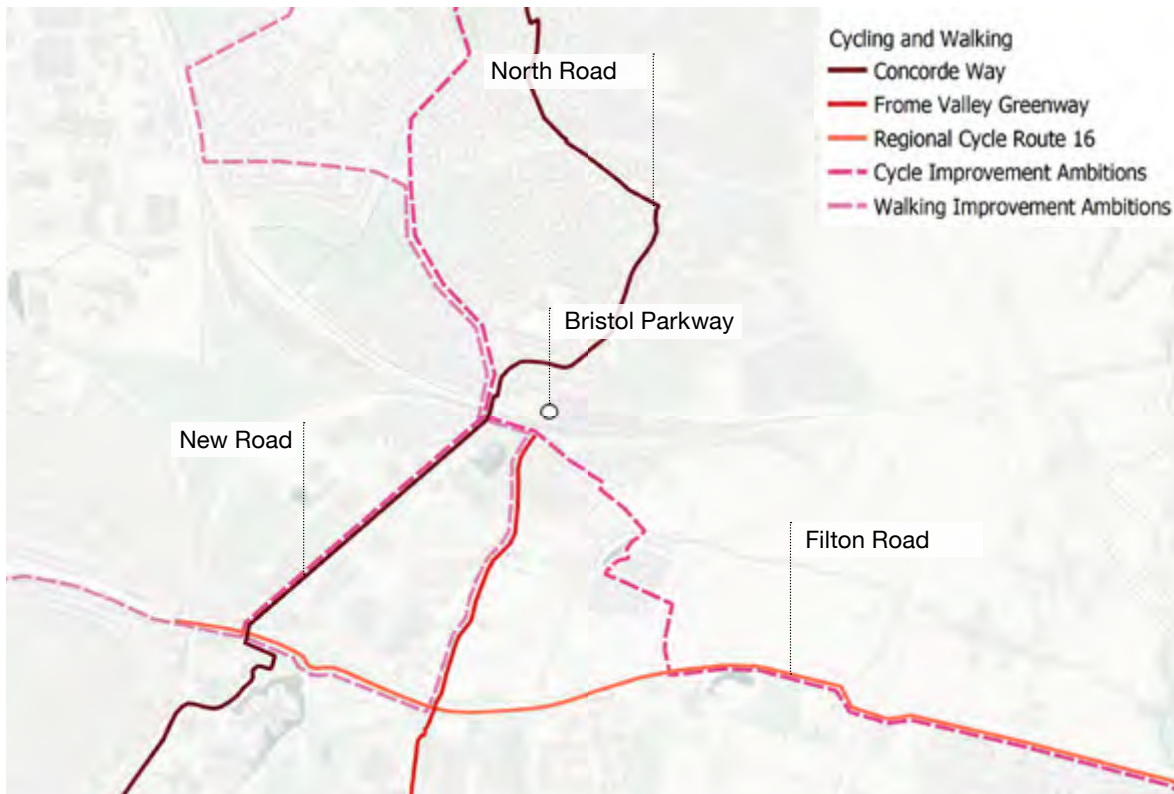 North Road
Cycling and Walking
Concorde Way
Frome Valley Greenway
Regional Cycle Route 16
Cycle Improvement Ambitions
Walking Improvement Ambitions
Bristol Parkway
New Road
Filton Road